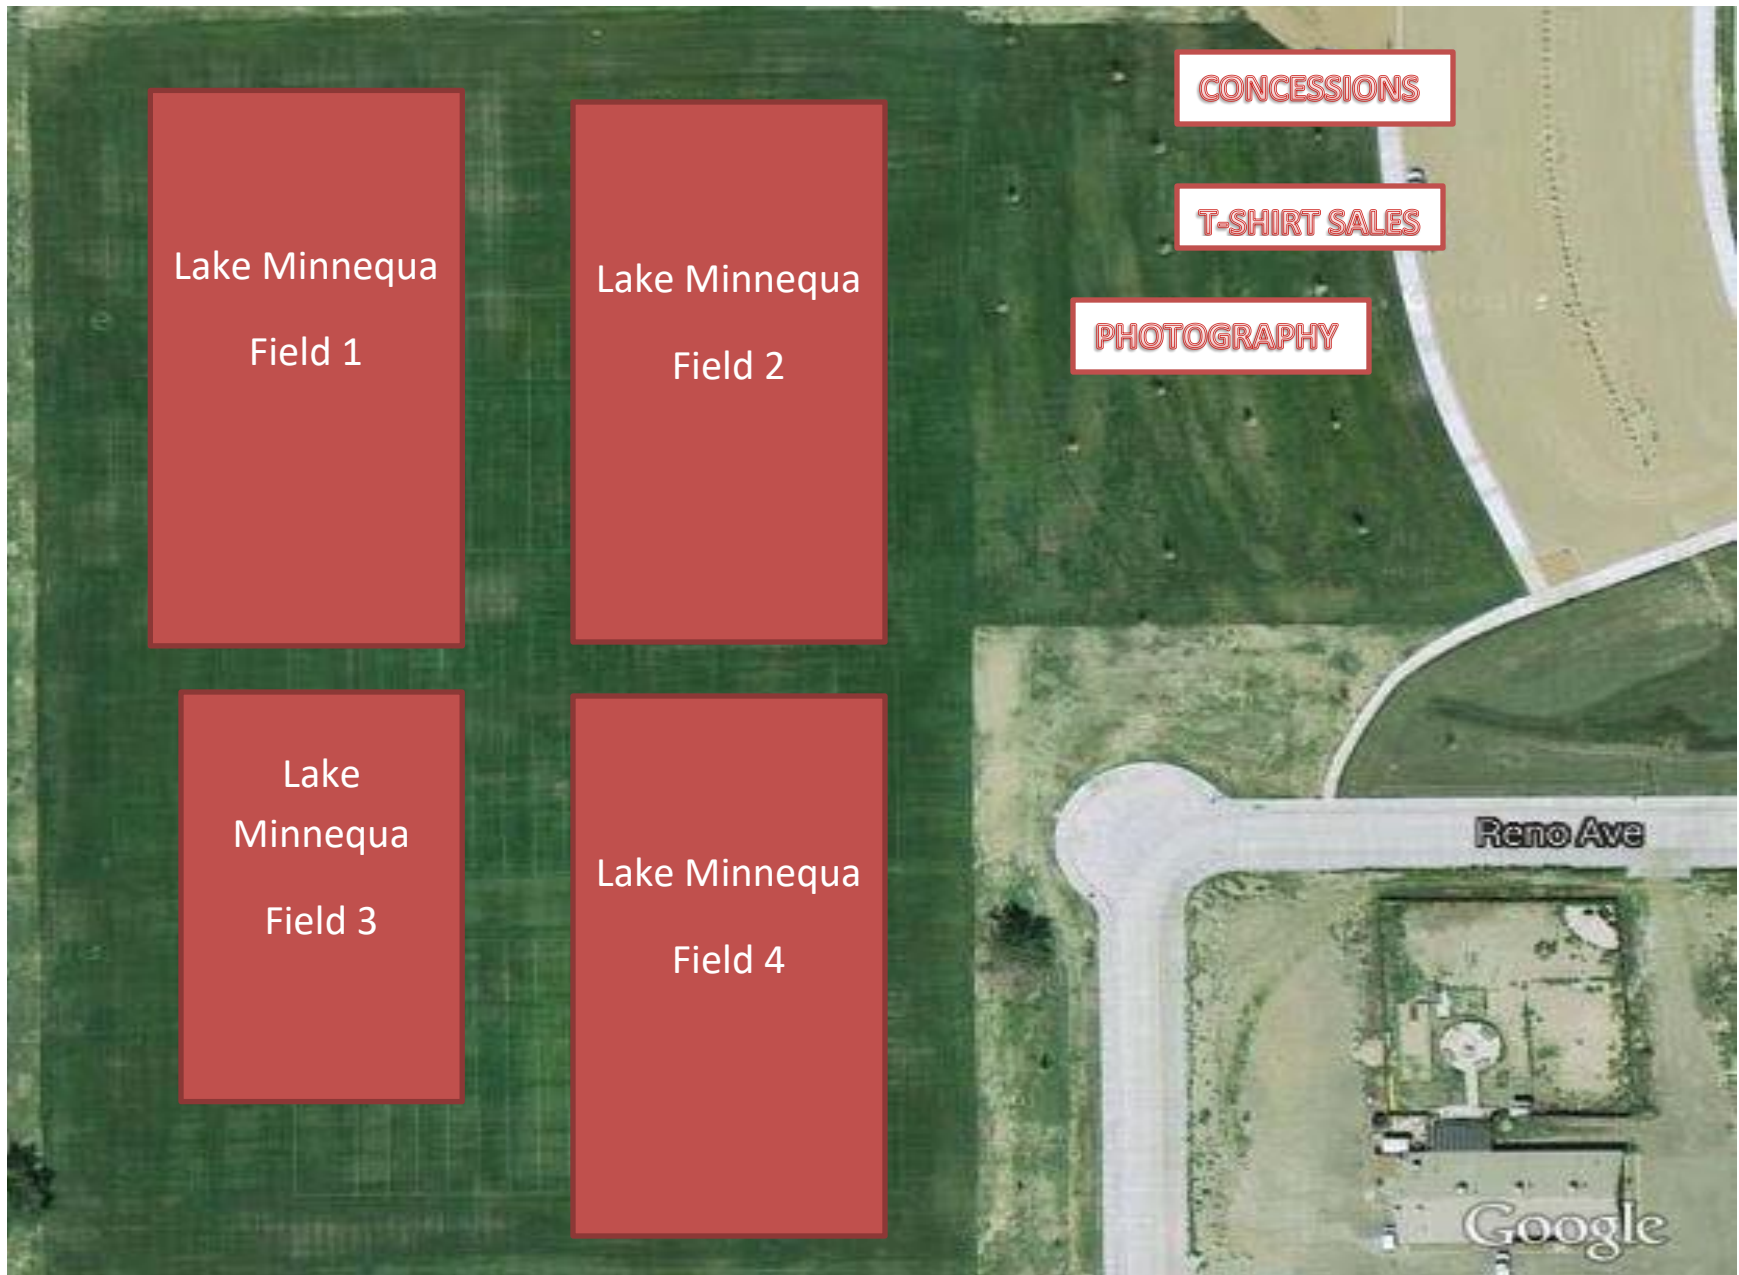 CONCESSIONS
T-SHIRT SALES
PHOTOGRAPHY
Lake Minnequa
Field 1
Lake Minnequa
Field 2
Lake
Minnequa
Field 3
Lake Minnequa
Field 4
Reno Ave
Google